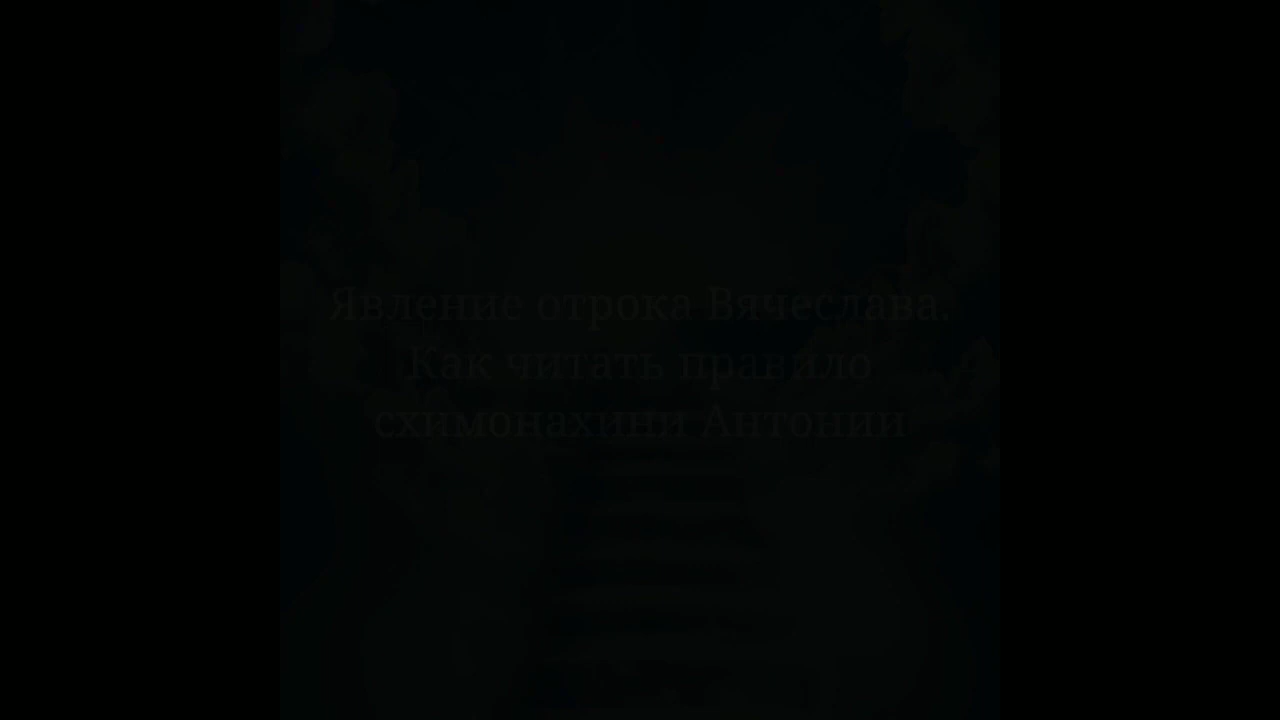 Явление отрока Вячеслава.
Как читать правило
схимонахини Антонии